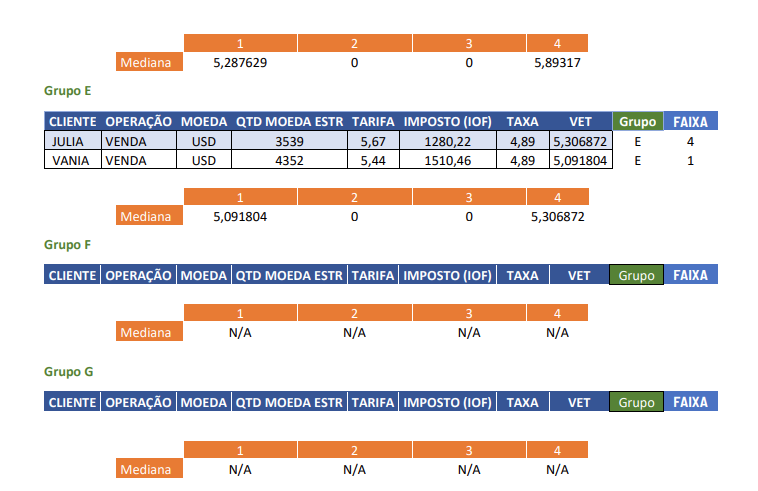 1 2 3 4
Mediana 5,287629 0 0 5,89317
Grupo E
CLIENTE OPERAÇÃO MOEDA QTD MOEDA ESTR TARIFA IMPOSTO (IOF) TAXA VET Grupo FAIXA
JULIA VENDA USD 3539 5,67 1280,22 4,89 5,306872 E 4
VANIA VENDA USD 4352 5,44 1510,46 4,89 5,091804 E 1
1 2 3 4
Mediana 5,091804 0 0 5,306872
Grupo F
CLIENTE OPERAÇÃO MOEDA QTD MOEDA ESTR TARIFA IMPOSTO (IOF) TAXA VET Grupo FAIXA
1 2 3 4
Mediana N/A N/A N/A N/A
Grupo G
CLIENTE OPERAÇÃO MOEDA QTD MOEDA ESTR TARIFA IMPOSTO (IOF) TAXA VET Grupo FAIXA
1 2 3 4
Mediana N/A N/A N/A N/A